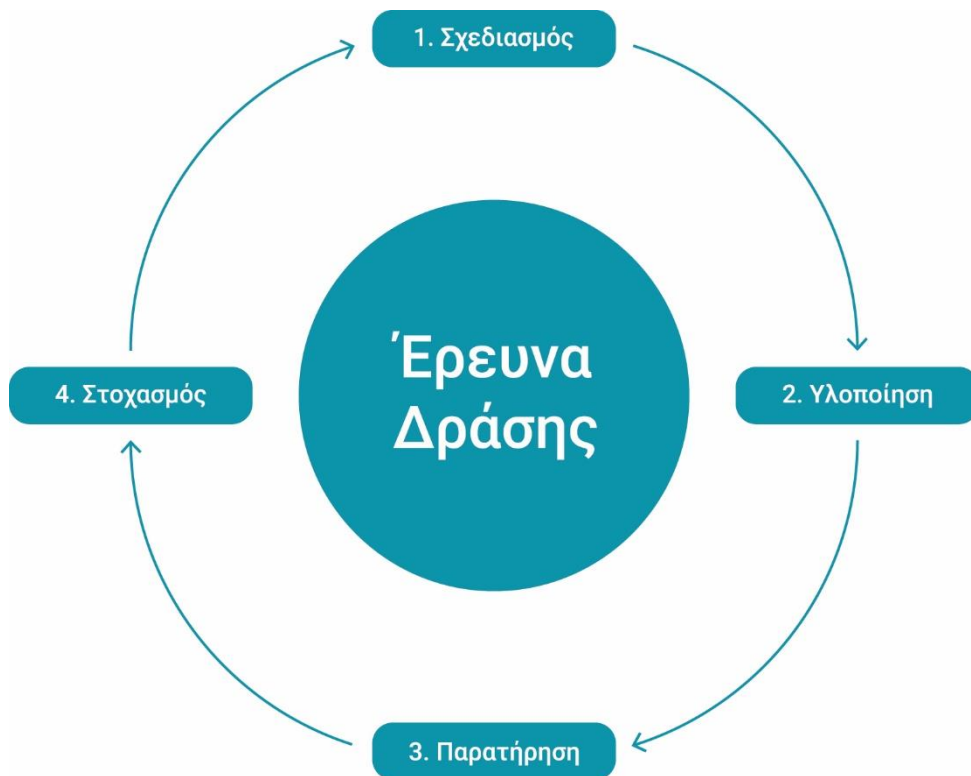 1. Σχεδιασμός
Έρευνα
Δράσης
4. Στοχασμός
2. Υλοποίηση
3. Παρατήρηση